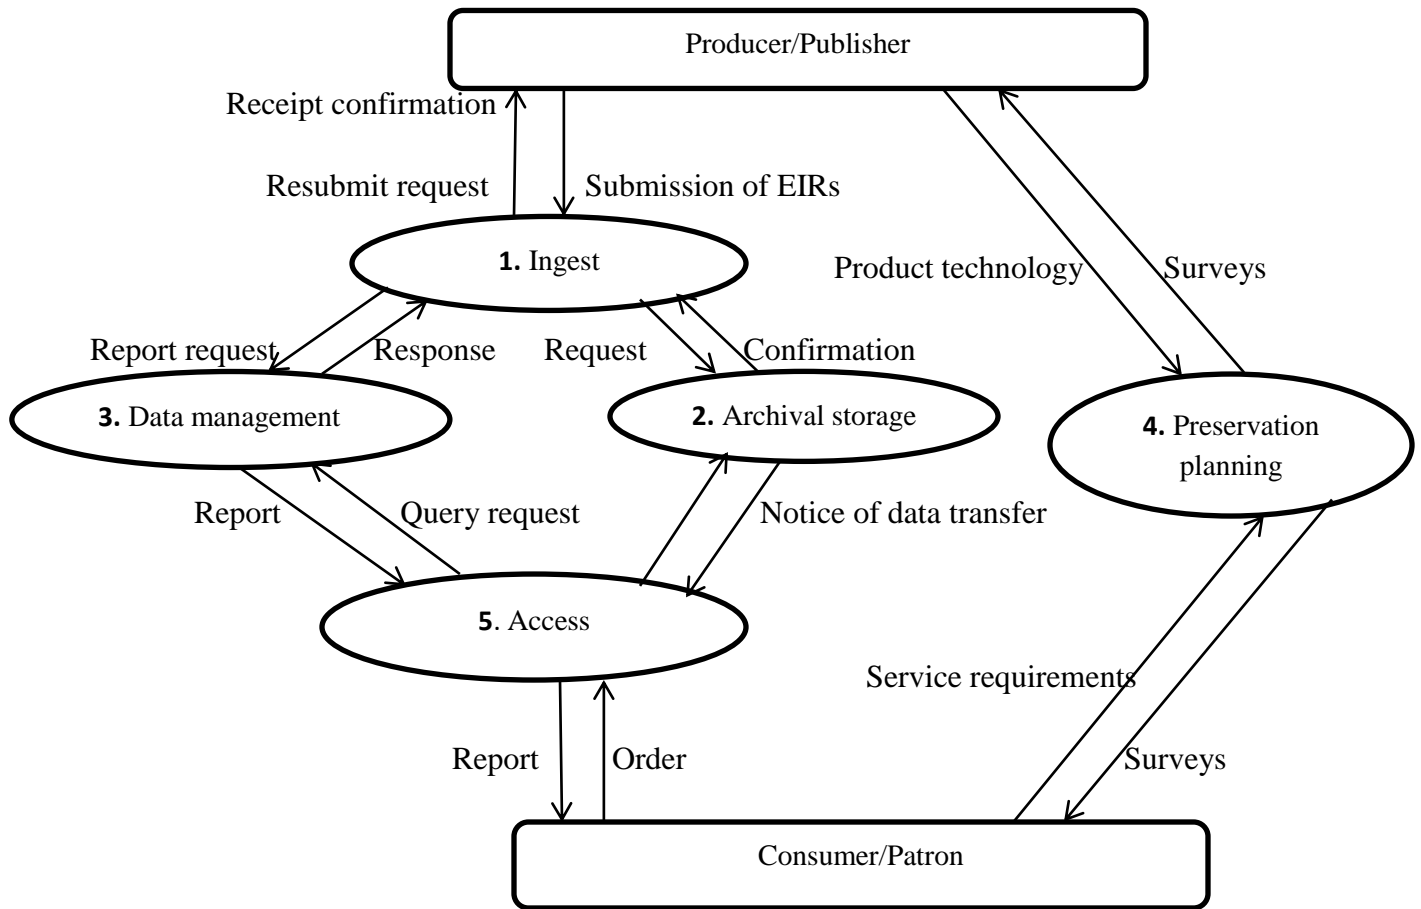 Producer/Publisher
Receipt confirmation
Resubmit request
Submission of EIRs
1. Ingest
Product technology
Surveys
Report request
Response
Request
Confirmation
3. Data management
2. Archival storage
4. Preservation
planning
Report
Query request
Notice of data transfer
5. Access
Service requirements
Report
Order
Surveys
Consumer/Patron